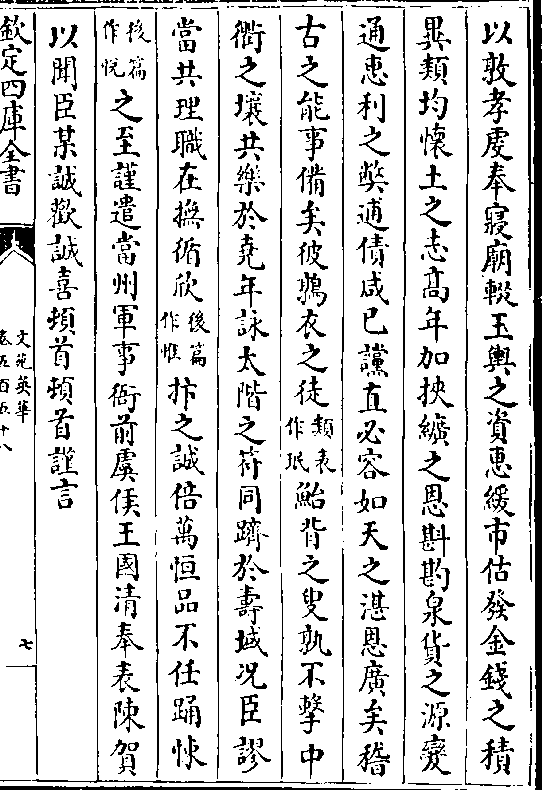 以敦孝䖍奉寢廟輟玉輿之資惠緩市估發金錢之積
異類均懷土之志髙年加挾纊之恩斟酌泉貨之源變
通惠利之弊逋債咸已讜直必容如天之湛恩廣矣稽
古之能事備矣彼鶉衣之徒類表作氓鮐背之叟孰不擊中
衢之壤共樂於堯年詠太階之符同躋於壽域况臣謬
當共理職在撫循欣後篇作惟抃之誠倍萬恒品不任踊悚
後篇作悅之至謹遣當州軍事衙前虞侯王國清奉表陳賀
以聞臣某誠歡誠喜頓首頓首謹言
欽定四庫全書
文苑英華
卷五百五十八
七